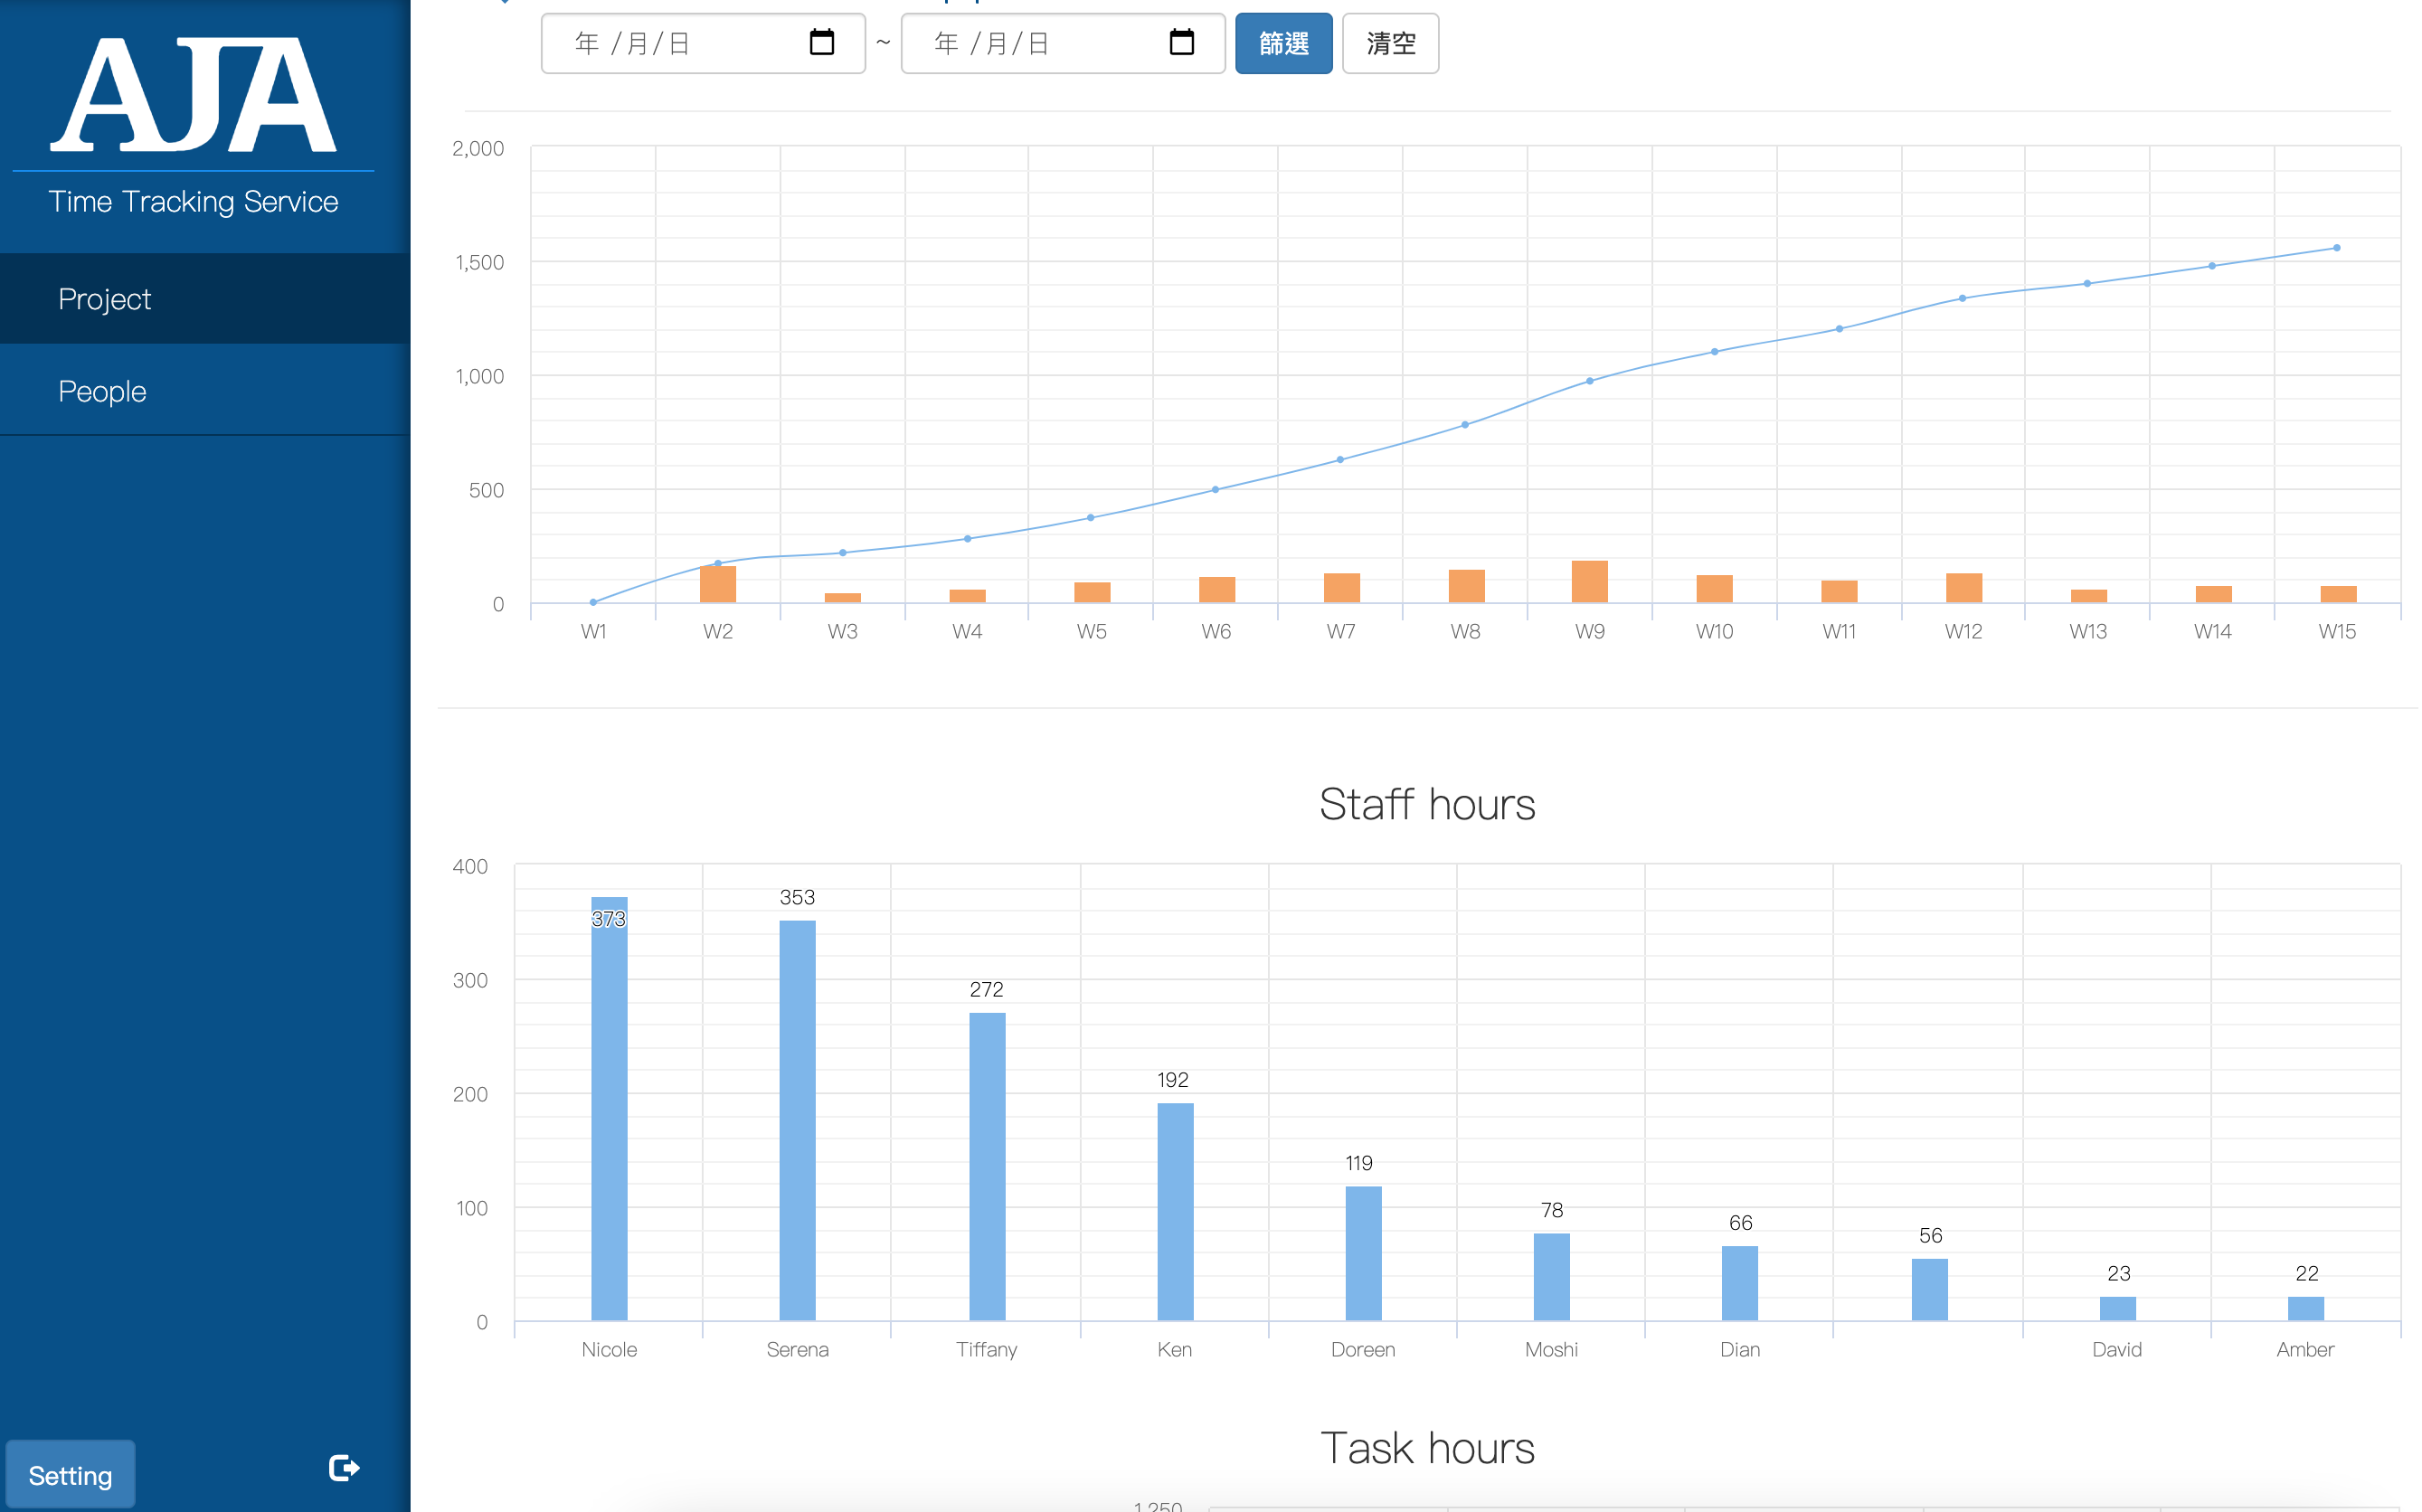 AJA
Time Tracking Service
Project
People
Setting
年 /月/日 ~ 年 /月/日 篩選 清空
2,000
1,500
1,000
500
0
W1 W2 W3 W4 W5 W6 W7 W8 W9 W10 W11 W12 W13 W14 W15
Staff hours
400
300
200
100
0
373 353 272 192 119 78 66 56 23 22
Nicole Serena Tiffany Ken Doreen Moshi Dian David Amber
Task hours
1,250